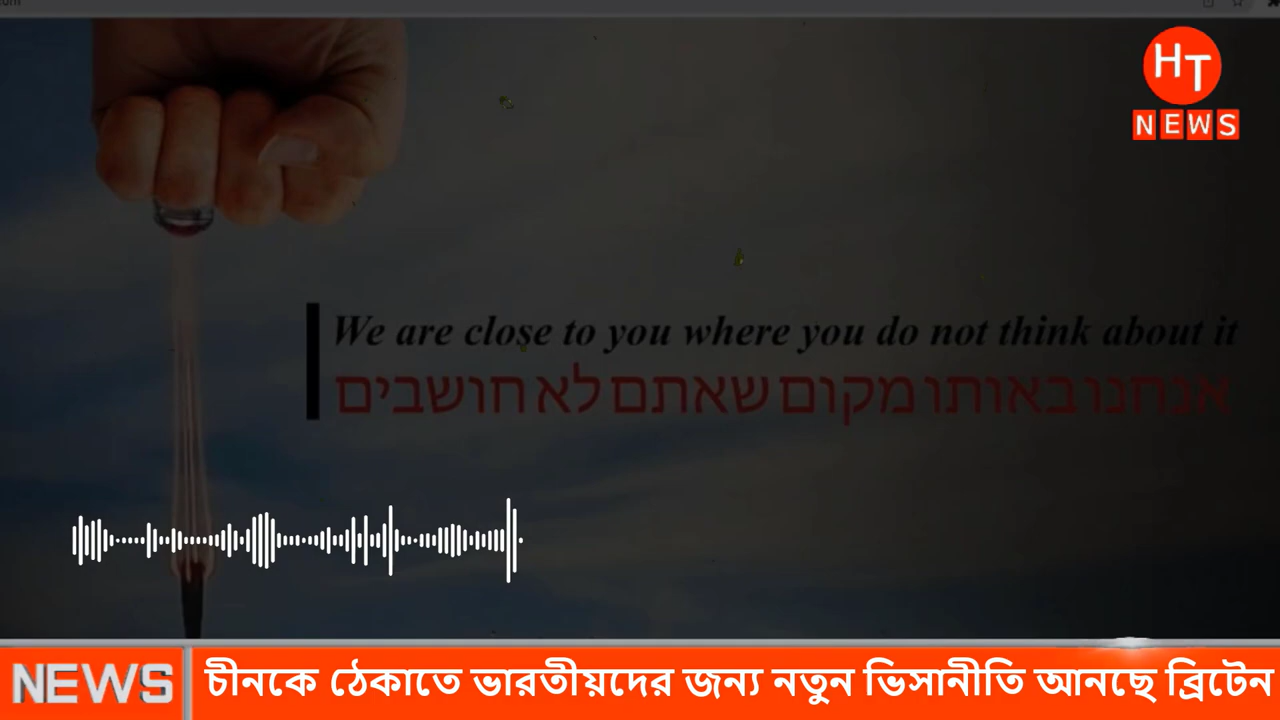 HT
NEWS
We are close to you where you do not think about it
אנחנו באותו מקום שאתם לא חושבים
NEWS
চীনকে ঠেকাতে ভারতীয়দের জন্য নতুন ভিসানীতি আনছে ব্রিটেন